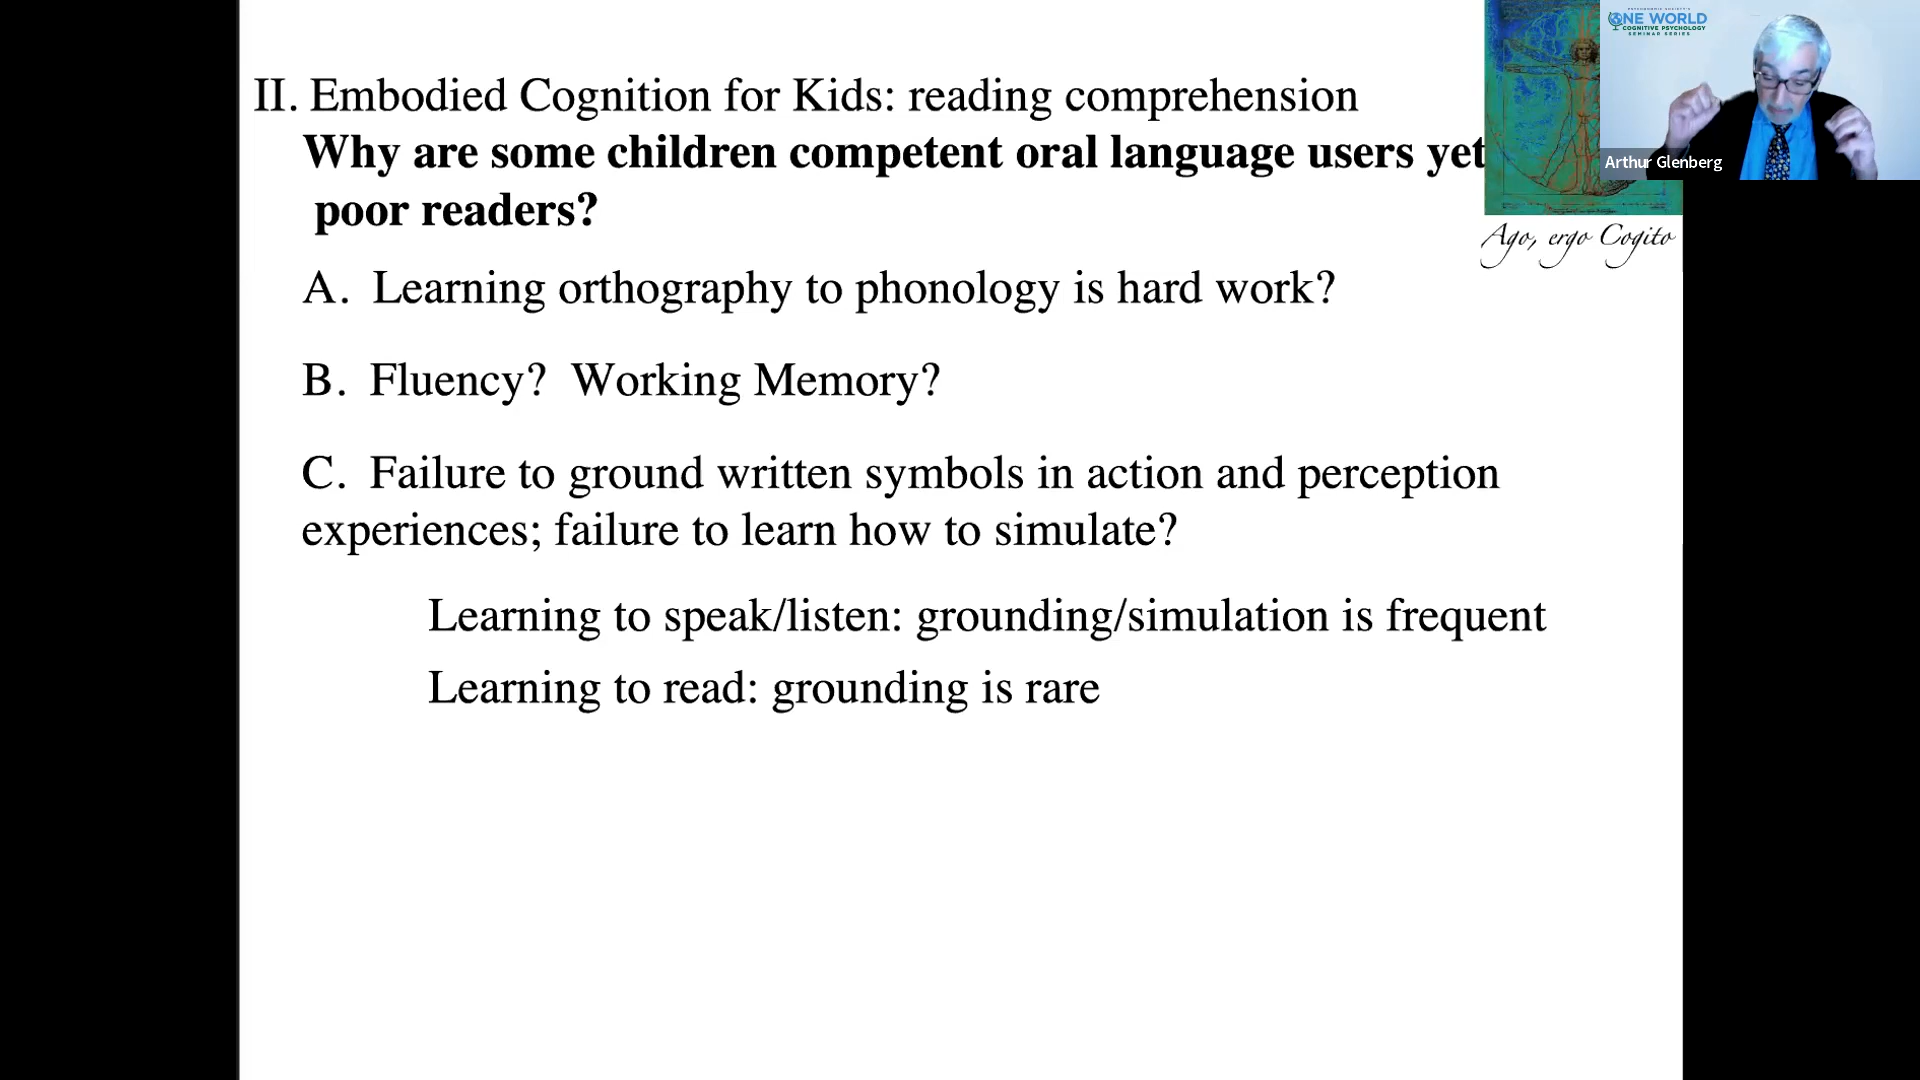 II. Embodied Cognition for Kids: reading comprehension
Why are some children competent oral language users yet
poor readers?
A. Learning orthography to phonology is hard work?
B. Fluency? Working Memory?
C. Failure to ground written symbols in action and perception
experiences; failure to learn how to simulate?
Learning to speak/listen: grounding/simulation is frequent
Learning to read: grounding is rare
Ago, ergo Cogito
PSYCHONOMIC SOCIETY'S
ONE WORLD
COGNITIVE PSYCHOLOGY
SEMINAR SERIES
Arthur Glenberg